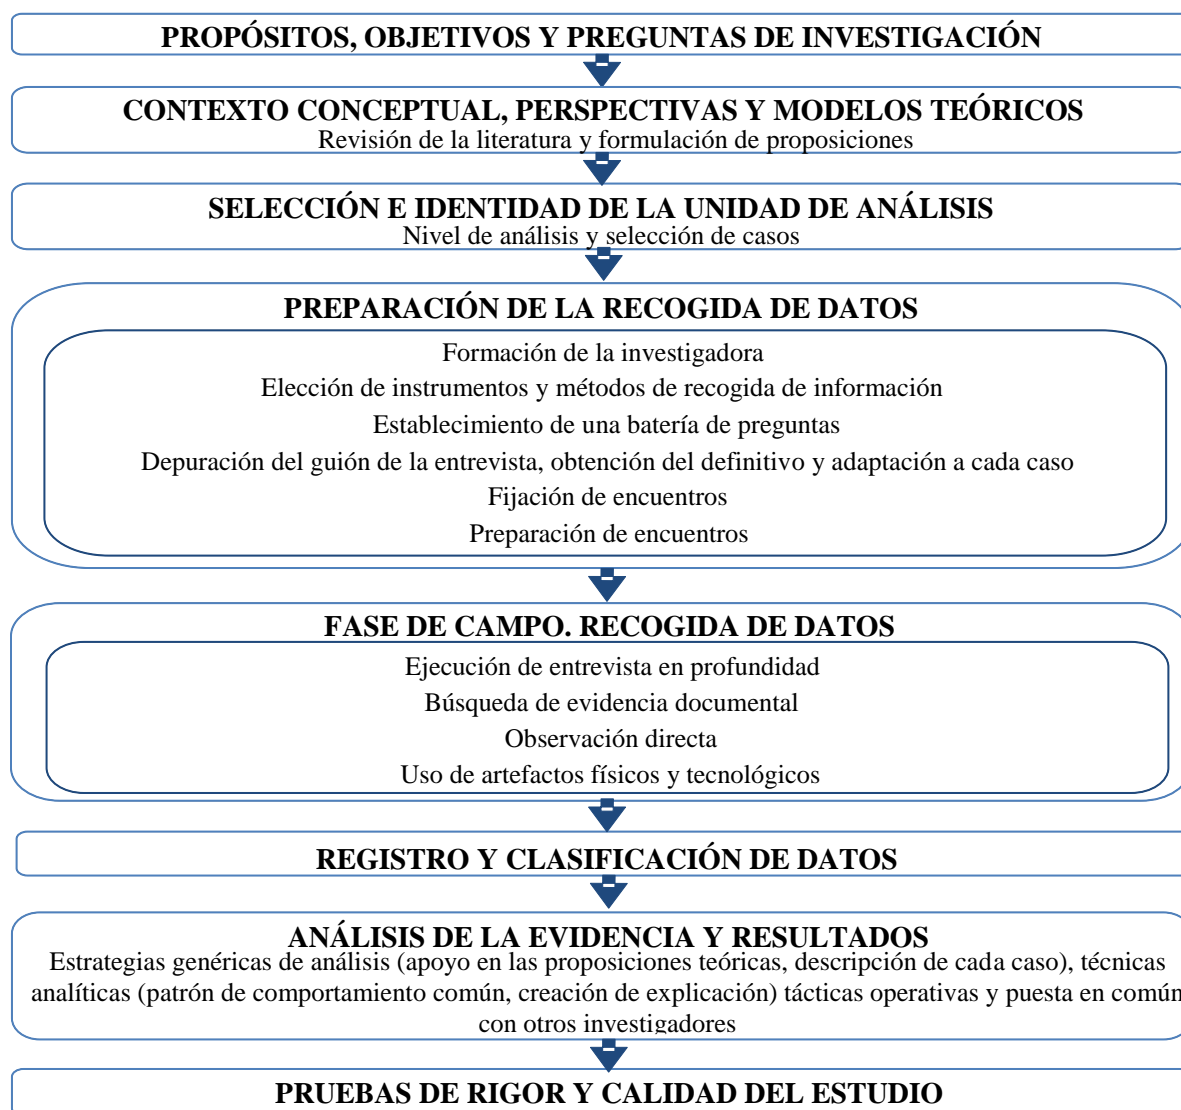 PROPÓSITOS, OBJETIVOS Y PREGUNTAS DE INVESTIGACIÓN
CONTEXTO CONCEPTUAL, PERSPECTIVAS Y MODELOS TEÓRICOS
Revisión de la literatura y formulación de proposiciones
SELECCIÓN E IDENTIDAD DE LA UNIDAD DE ANÁLISIS
Nivel de análisis y selección de casos
PREPARACIÓN DE LA RECOGIDA DE DATOS
Formación de la investigadora
Elección de instrumentos y métodos de recogida de información
Establecimiento de una batería de preguntas
Depuración del guión de la entrevista, obtención del definitivo y adaptación a cada caso
Fijación de encuentros
Preparación de encuentros
FASE DE CAMPO. RECOGIDA DE DATOS
Ejecución de entrevista en profundidad
Búsqueda de evidencia documental
Observación directa
Uso de artefactos físicos y tecnológicos
REGISTRO Y CLASIFICACIÓN DE DATOS
ANÁLISIS DE LA EVIDENCIA Y RESULTADOS
Estrategias genéricas de análisis (apoyo en las proposiciones teóricas, descripción de cada caso), técnicas
analíticas (patrón de comportamiento común, creación de explicación) tácticas operativas y puesta en común
con otros investigadores
PRUEBAS DE RIGOR Y CALIDAD DEL ESTUDIO